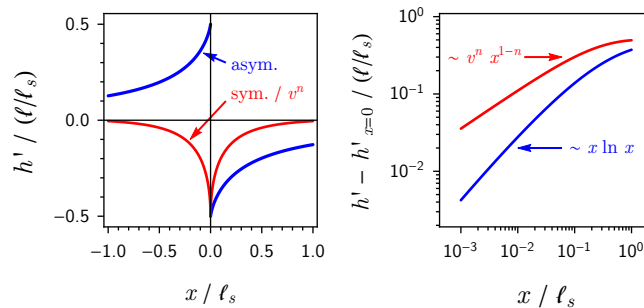 h' / (ℓ/ℓ_s)
0.5
0.0
−0.5
asym.
sym. / v^n
−1.0
−0.5
0.0
0.5
1.0
x / ℓ_s
h' − h'_{x=0} / (ℓ/ℓ_s)
10^0
10^{−1}
10^{−2}
∼ v^n x^{1−n}
∼ x ln x
10^{−3}
10^{−2}
10^{−1}
10^0
x / ℓ_s